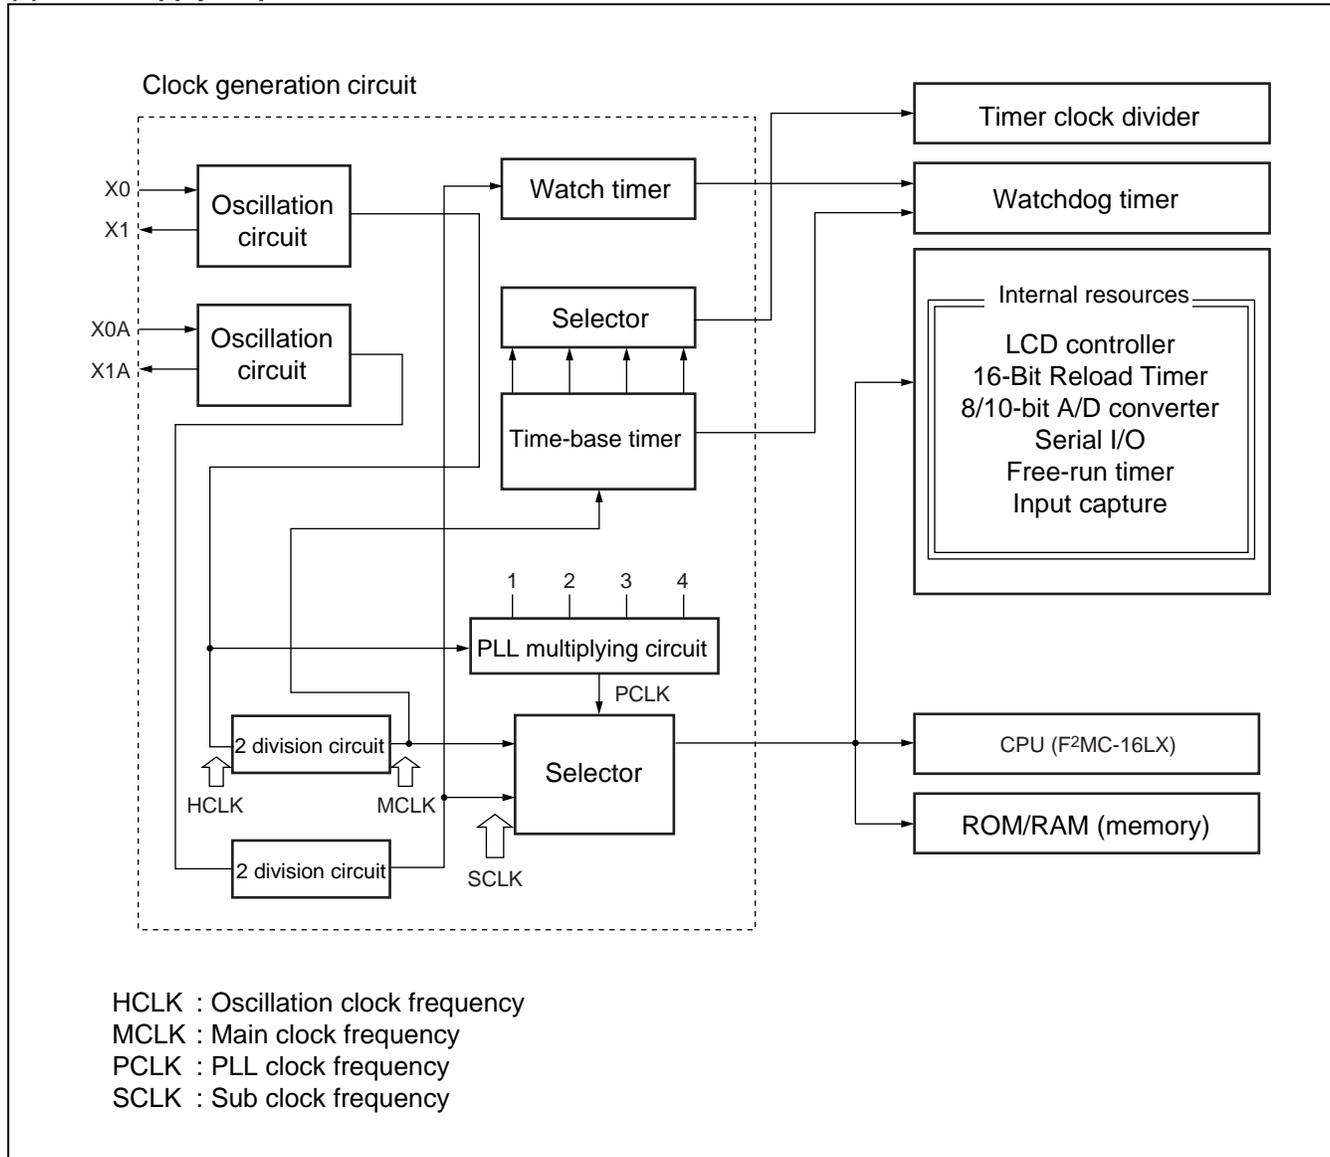 Clock generation circuit
X0
X1
Oscillation
circuit
X0A
X1A
Oscillation
circuit
Watch timer
Selector
Time-base timer
1 2 3 4
PLL multiplying circuit
PCLK
2 division circuit
HCLK
MCLK
Selector
2 division circuit
SCLK
Timer clock divider
Watchdog timer
Internal resources
LCD controller
16-Bit Reload Timer
8/10-bit A/D converter
Serial I/O
Free-run timer
Input capture
CPU (F²MC-16LX)
ROM/RAM (memory)
HCLK : Oscillation clock frequency
MCLK : Main clock frequency
PCLK : PLL clock frequency
SCLK : Sub clock frequency